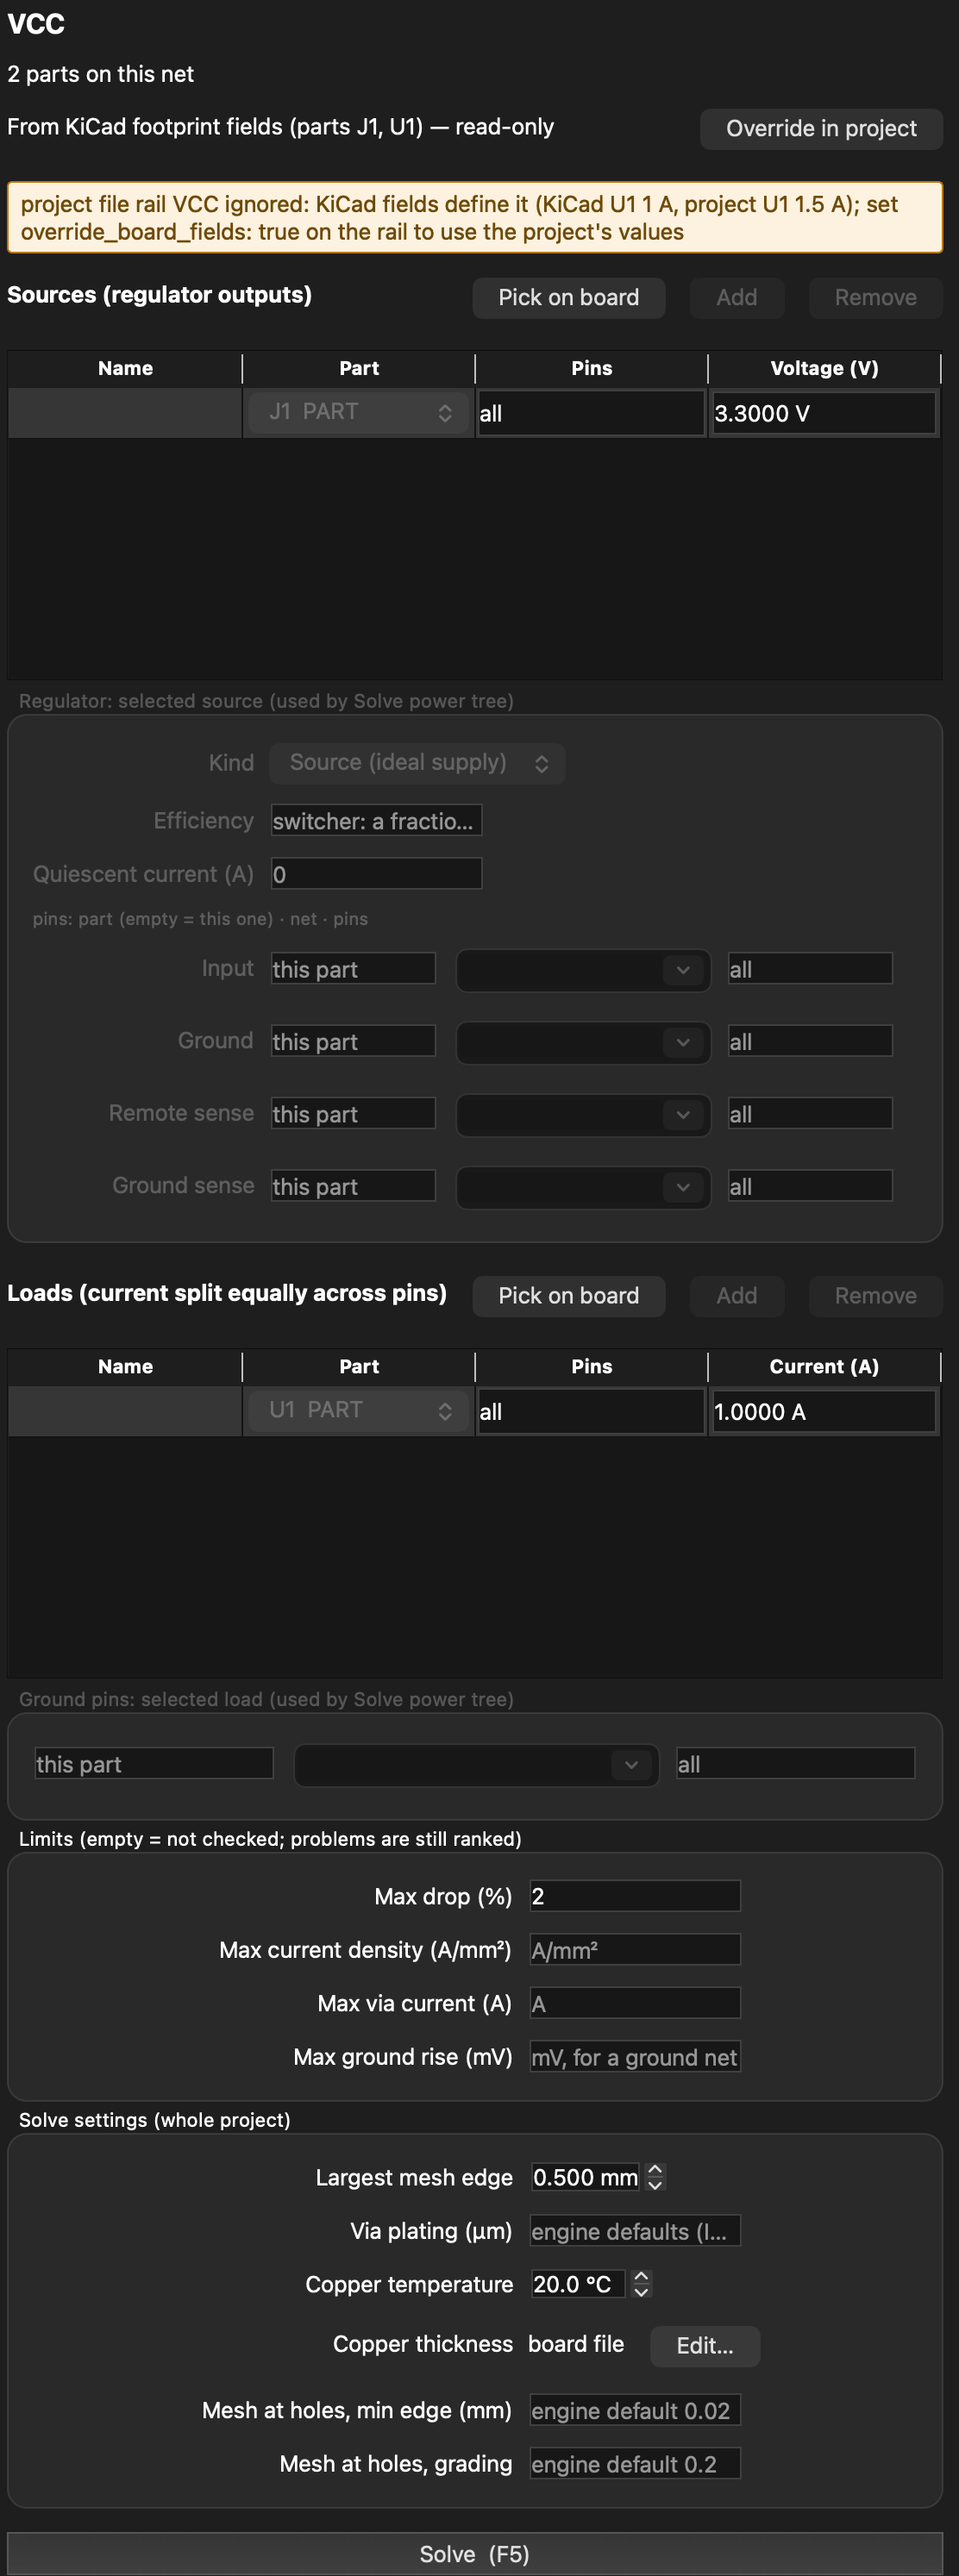 VCC
2 parts on this net
From KiCad footprint fields (parts J1, U1) — read-only
Override in project
project file rail VCC ignored: KiCad fields define it (KiCad U1 1 A, project U1 1.5 A); set
override_board_fields: true on the rail to use the project's values
Sources (regulator outputs)
Pick on board
Add
Remove
Name
Part
Pins
Voltage (V)
J1 PART
all
3.3000 V
Regulator: selected source (used by Solve power tree)
Kind
Source (ideal supply)
Efficiency
switcher: a fractio...
Quiescent current (A)
0
pins: part (empty = this one) · net · pins
Input
this part
all
Ground
this part
all
Remote sense
this part
all
Ground sense
this part
all
Loads (current split equally across pins)
Pick on board
Add
Remove
Name
Part
Pins
Current (A)
U1 PART
all
1.0000 A
Ground pins: selected load (used by Solve power tree)
this part
all
Limits (empty = not checked; problems are still ranked)
Max drop (%)
2
Max current density (A/mm²)
A/mm²
Max via current (A)
A
Max ground rise (mV)
mV, for a ground net
Solve settings (whole project)
Largest mesh edge
0.500 mm
Via plating (µm)
engine defaults (I...
Copper temperature
20.0 °C
Copper thickness
board file
Edit...
Mesh at holes, min edge (mm)
engine default 0.02
Mesh at holes, grading
engine default 0.2
Solve (F5)